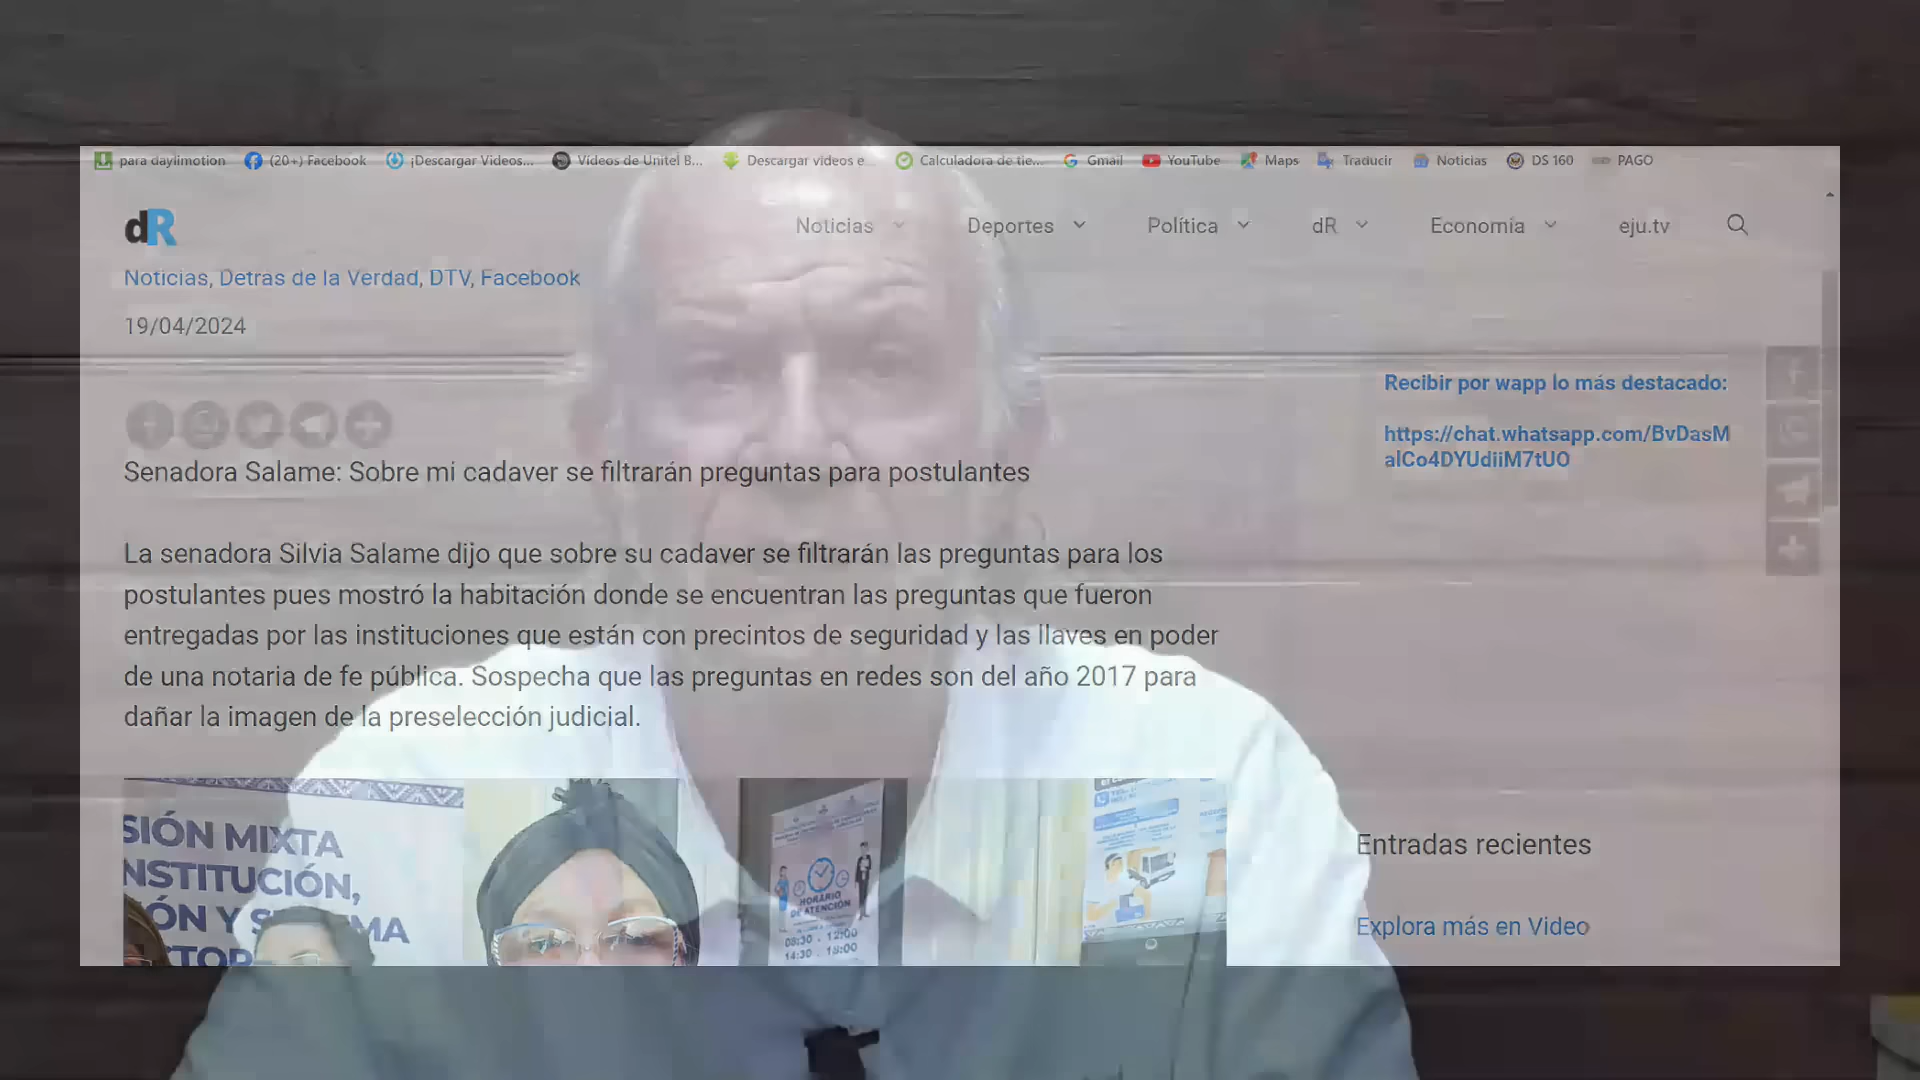 para daylimotion (20+) Facebook ¡Descargar Videos... Vídeos de Unitel B... Descargar videos e Calculadora de tie... Gmail YouTube Maps Traducir Noticias DS 160 PAGO
dR Noticias Deportes Política dR Economía eju.tv
Noticias, Detras de la Verdad, DTV, Facebook
19/04/2024
Recibir por wapp lo más destacado:
https://chat.whatsapp.com/BvDasM
alCo4DYUdiiM7tUO
Senadora Salame: Sobre mi cadaver se filtrarán preguntas para postulantes
La senadora Silvia Salame dijo que sobre su cadaver se filtrarán las preguntas para los
postulantes pues mostró la habitación donde se encuentran las preguntas que fueron
entregadas por las instituciones que están con precintos de seguridad y las llaves en poder
de una notaria de fe pública. Sospecha que las preguntas en redes son del año 2017 para
dañar la imagen de la preselección judicial.
SIÓN MIXTA
NSTITUCIÓN,
ÓN Y S MA
CTOR
HORARIO
DE ATENCIÓN
08:30 - 12:00
14:30 - 18:00
Entradas recientes
Explora más en Video